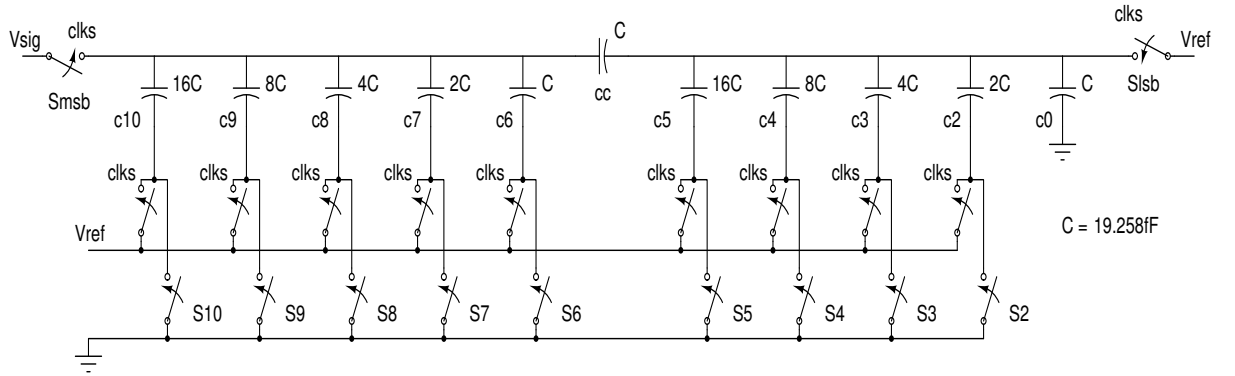 clks C clks
Vsig Vref
Smsb 16C 8C 4C 2C C cc 16C 8C 4C 2C C Slsb
c10 c9 c8 c7 c6 c5 c4 c3 c2 c0
clks clks clks clks clks clks clks clks clks
Vref C = 19.258fF
S10 S9 S8 S7 S6 S5 S4 S3 S2